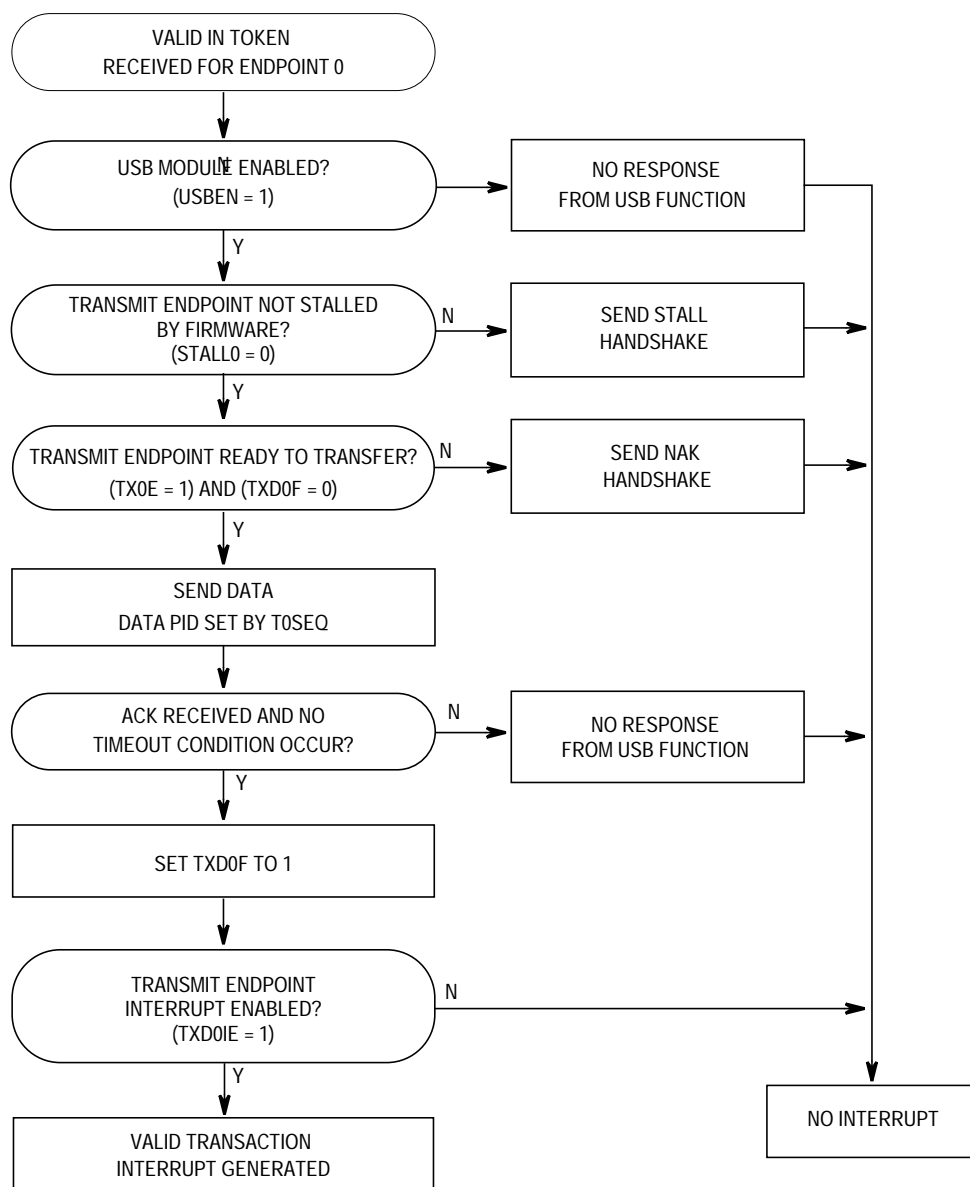 VALID IN TOKEN
RECEIVED FOR ENDPOINT 0
N
USB MODULE ENABLED?
(USBEN = 1)
NO RESPONSE
FROM USB FUNCTION
Y
TRANSMIT ENDPOINT NOT STALLED
BY FIRMWARE?
(STALL0 = 0)
N
SEND STALL
HANDSHAKE
Y
TRANSMIT ENDPOINT READY TO TRANSFER?
(TX0E = 1) AND (TXD0F = 0)
N
SEND NAK
HANDSHAKE
Y
SEND DATA
DATA PID SET BY T0SEQ
ACK RECEIVED AND NO
TIMEOUT CONDITION OCCUR?
N
NO RESPONSE
FROM USB FUNCTION
Y
SET TXD0F TO 1
TRANSMIT ENDPOINT
INTERRUPT ENABLED?
(TXD0IE = 1)
N
Y
NO INTERRUPT
VALID TRANSACTION
INTERRUPT GENERATED